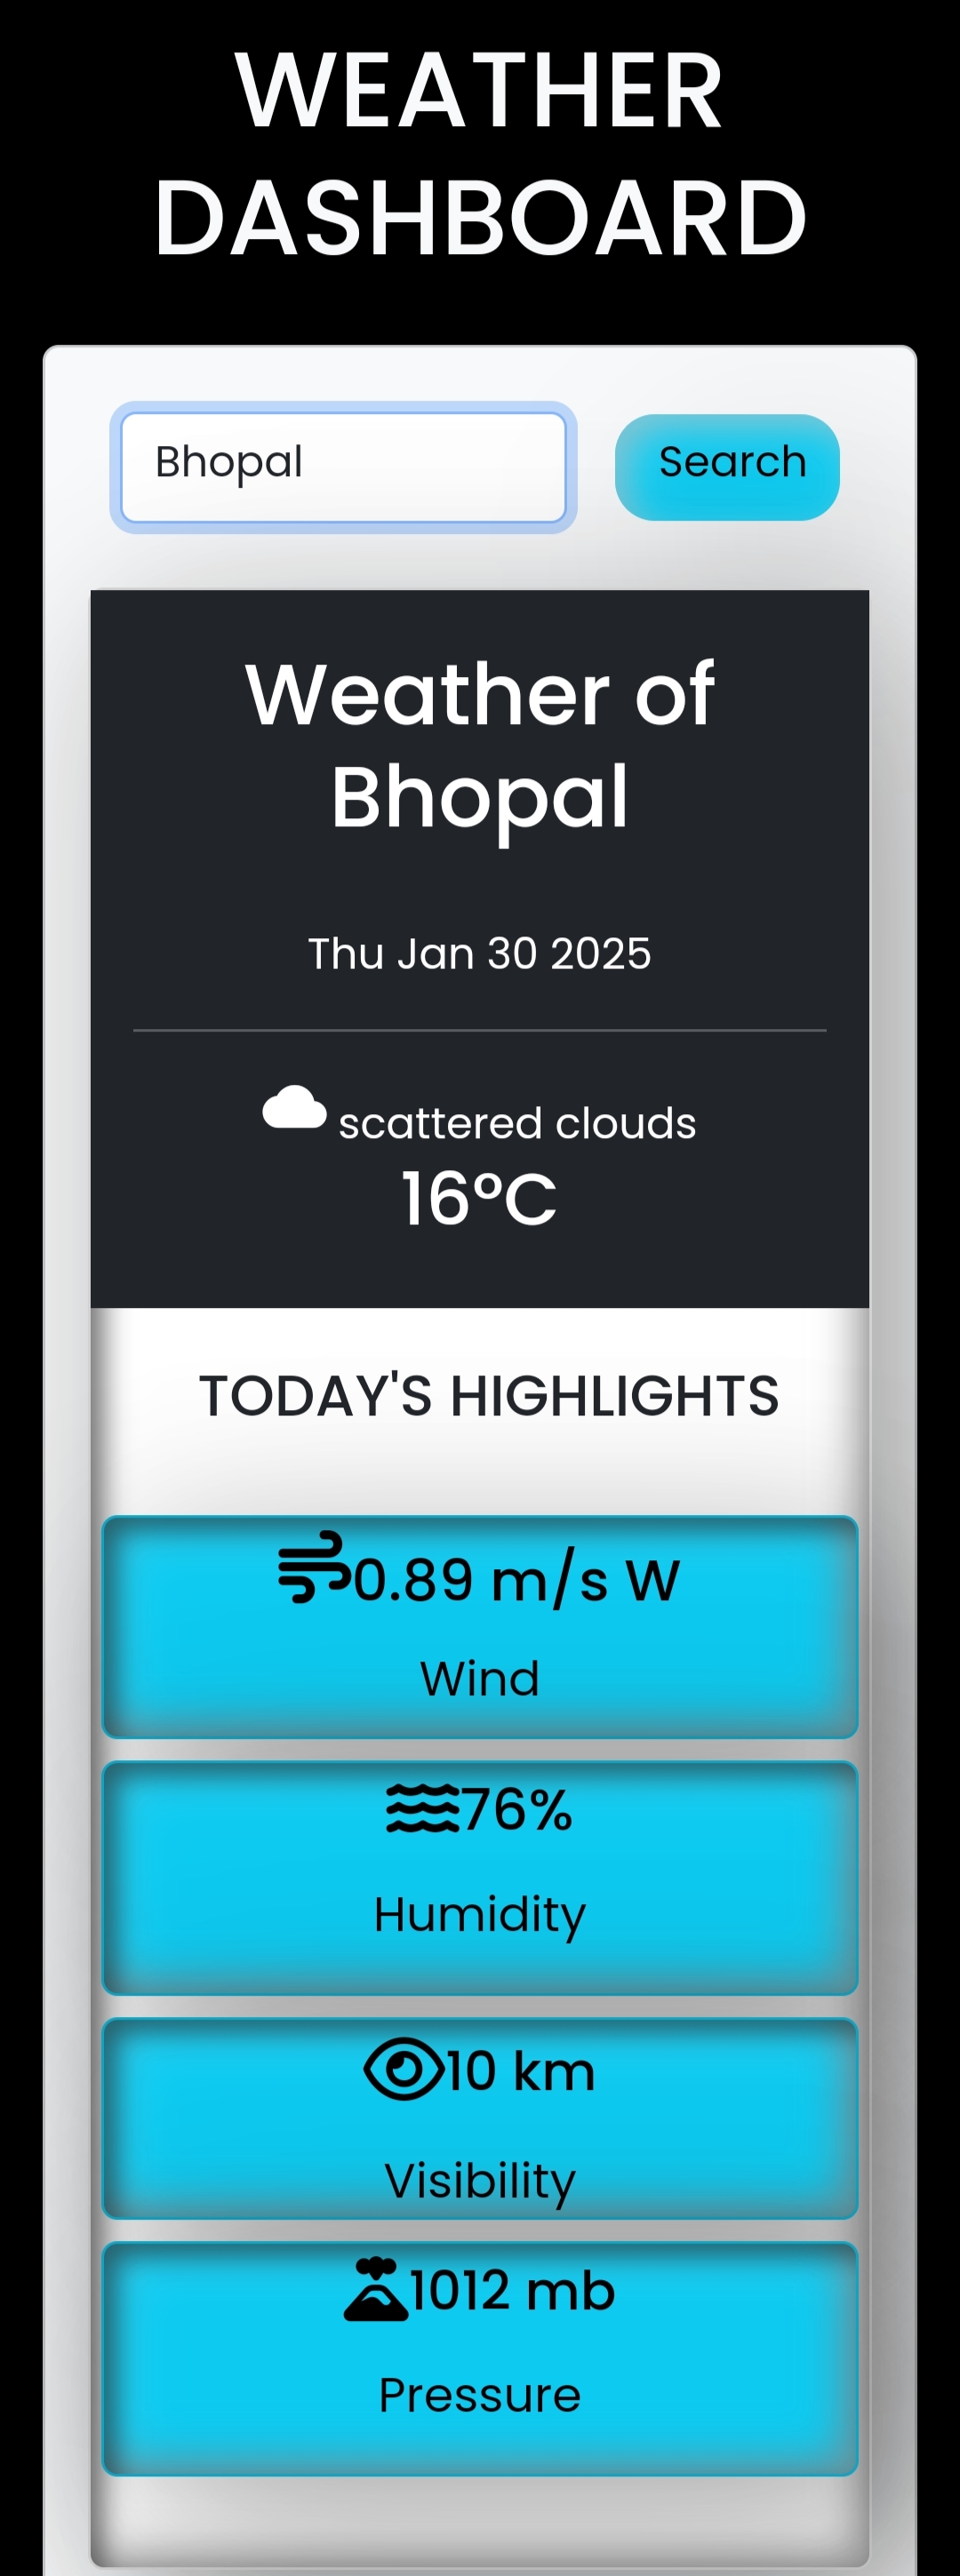 WEATHER
DASHBOARD
Bhopal
Search
Weather of
Bhopal
Thu Jan 30 2025
scattered clouds
16°C
TODAY'S HIGHLIGHTS
0.89 m/s W
Wind
76%
Humidity
10 km
Visibility
1012 mb
Pressure